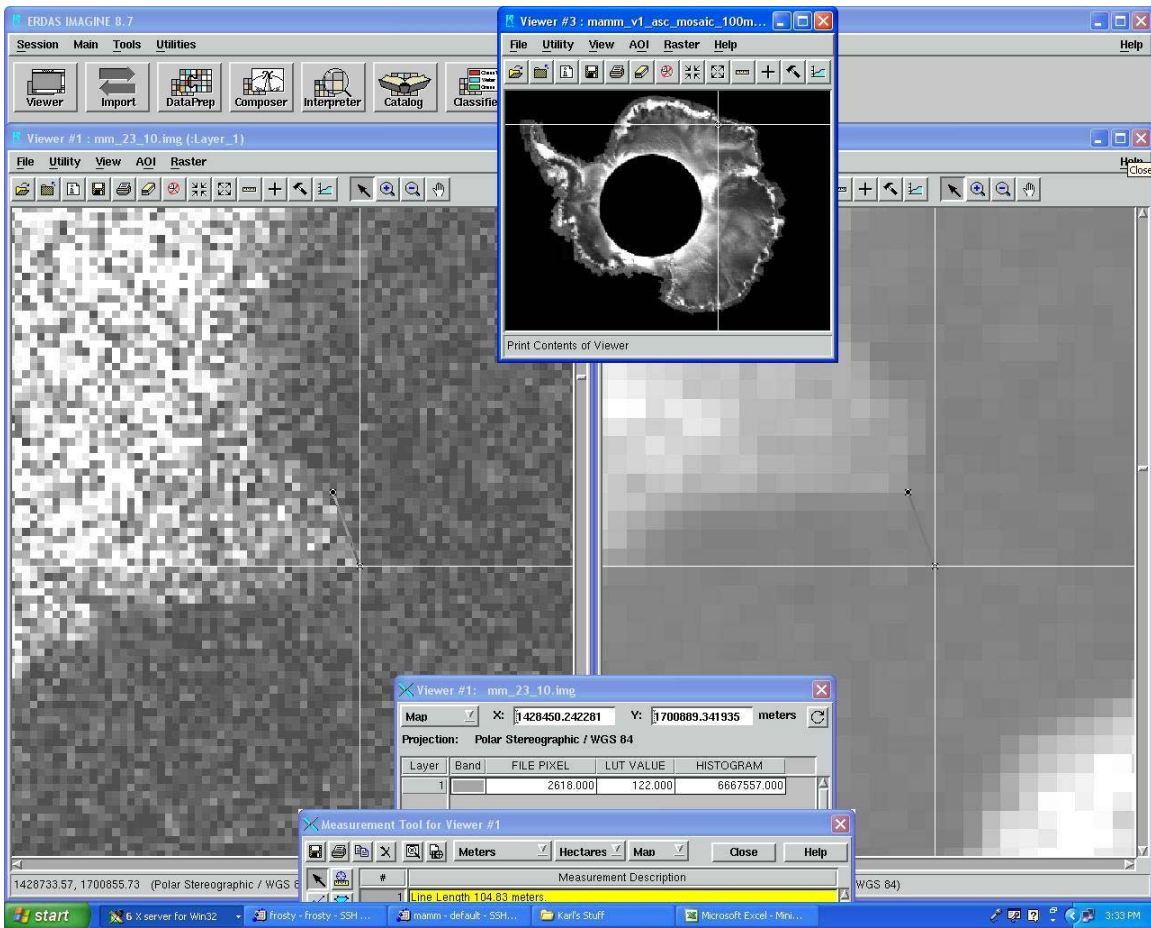 ERDAS IMAGINE 8.7
Session Main Tools Utilities
Help
Viewer Import DataPrep Composer Interpreter Catalog Classifie
Viewer #3 : mamm_v1_asc_mosaic_100m...
File Utility View AOI Raster Help
Print Contents of Viewer
Viewer #1 : mm_23_10.img (:Layer_1)
File Utility View AOI Raster
Help
Close
Viewer #1: mm_23_10.img
Map X: 1428450.242281 Y: 1700889.341935 meters
Projection: Polar Stereographic / WGS 84
Layer Band FILE PIXEL LUT VALUE HISTOGRAM
1 2618.000 122.000 6667557.000
Measurement Tool for Viewer #1
Meters Hectares Map Close Help
# Measurement Description
1 Line Length 104.83 meters.
1428733.57, 1700855.73 (Polar Stereographic / WGS 8
WGS 84)
start 6 X server for Win32 frosty - frosty - SSH ... mamm - default - SSH... Karl's Stuff Microsoft Excel - Mini... 3:33 PM